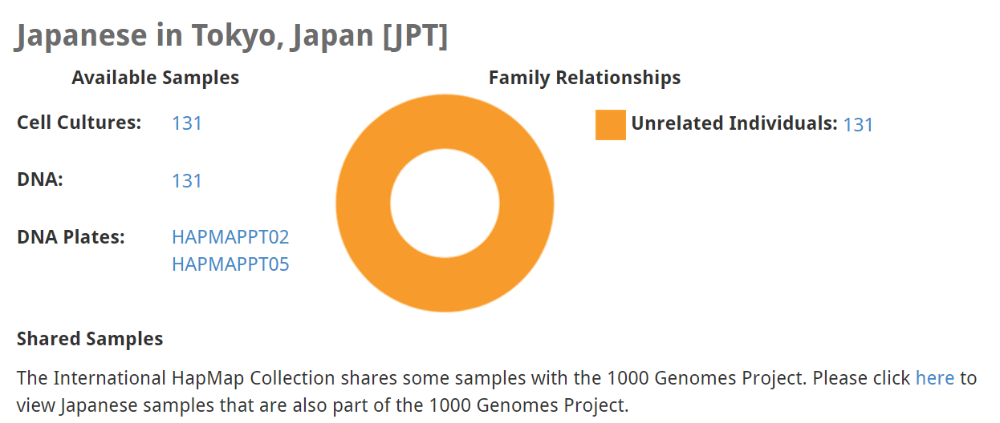 Japanese in Tokyo, Japan [JPT]
Available Samples
Family Relationships
Cell Cultures: 131
Unrelated Individuals: 131
DNA: 131
DNA Plates: HAPMAPPT02
HAPMAPPT05
Shared Samples
The International HapMap Collection shares some samples with the 1000 Genomes Project. Please click here to
view Japanese samples that are also part of the 1000 Genomes Project.